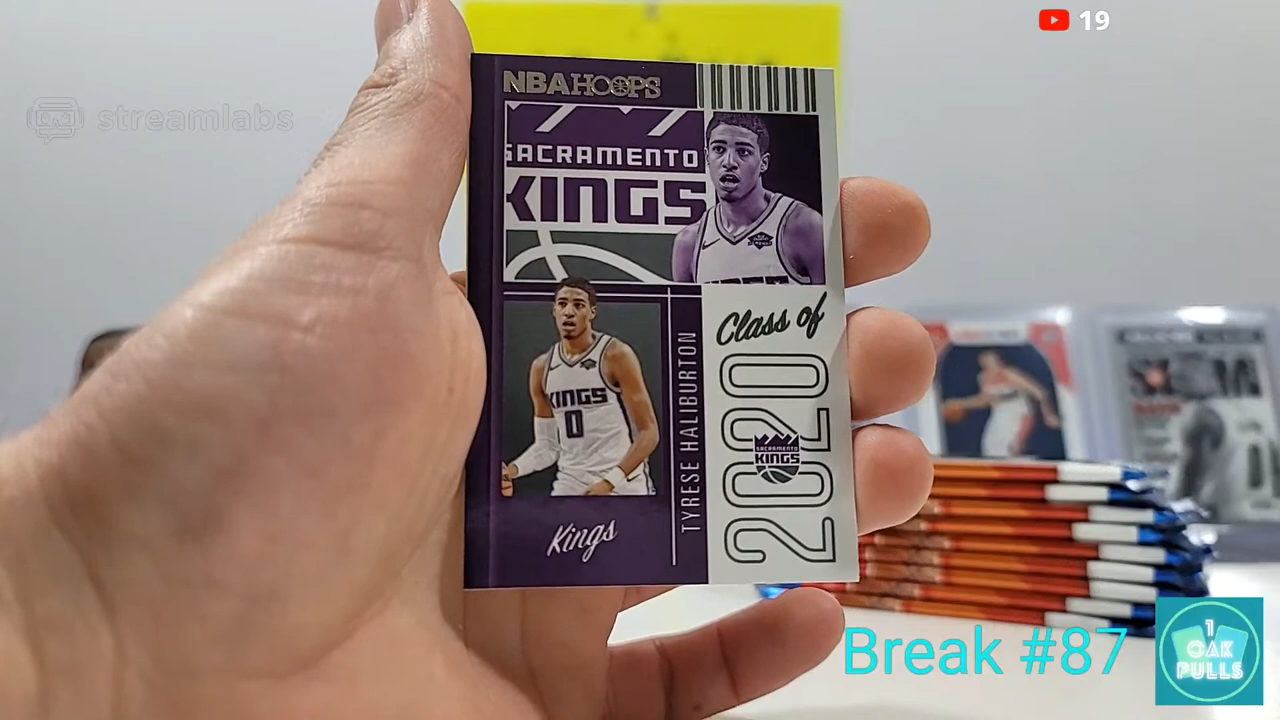 19
streamlabs
NBA HOOPS
SACRAMENTO
KINGS
Class of
2020
SACRAMENTO
KINGS
TYRESE HALIBURTON
KINGS
0
Kings
Break #87
1
OAK
PULLS